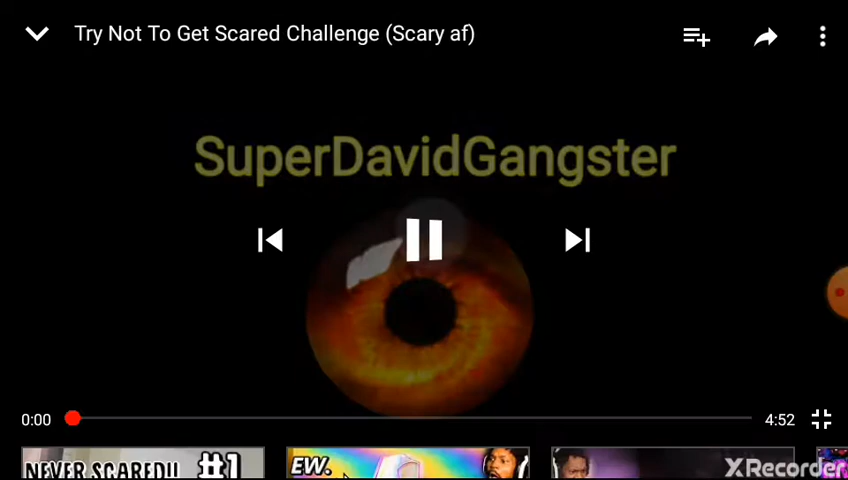 Try Not To Get Scared Challenge (Scary af)
SuperDavidGangster
0:00
4:52
NEVER SCARED!! #1
EW.
XRecorder